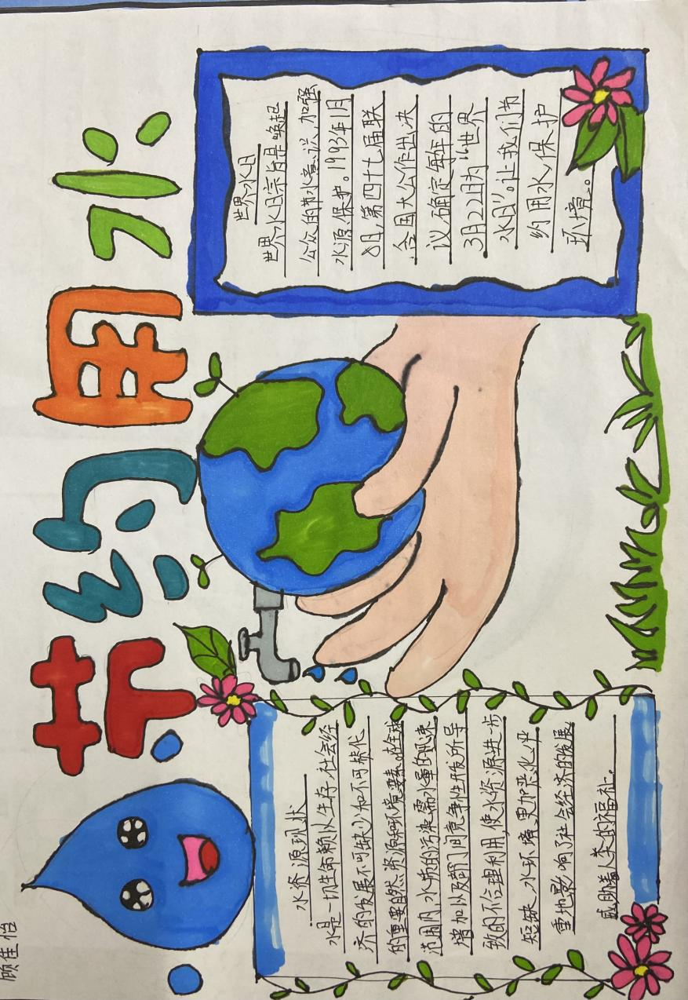 顾佳怡
节约用水
水资源现状
水是一切生命赖以生存,社会经
济的发展不可缺少和不可替代
的重要自然资源和环境要素。在全球
范围内,水质的污染需水量的迅速
增加以及部门间竞争性开发所导
致的不合理利用,使水资源进一步
短缺,水环境更加恶化,严
重地影响了社会经济的发展,
威胁着人类的福祉。
世界水日
世界水日宗旨是唤起
公众的节水意识,加强
水源保护。1993年1月
8日,第四十七届联
合国大会作出决
议,确定每年的
3月22日为“世界
水日”。让我们节
约用水,保护
环境。